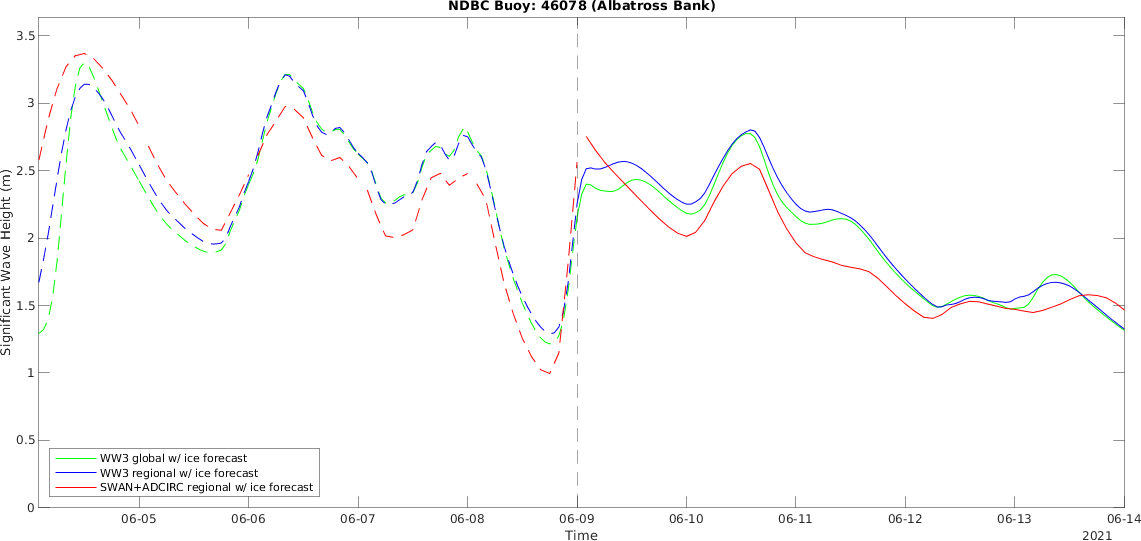 NDBC Buoy: 46078 (Albatross Bank)
Significant Wave Height (m)
3.5
3
2.5
2
1.5
1
0.5
0
WW3 global w/ ice forecast
WW3 regional w/ ice forecast
SWAN+ADCIRC regional w/ ice forecast
06-05 06-06 06-07 06-08 06-09 06-10 06-11 06-12 06-13 06-14
Time
2021